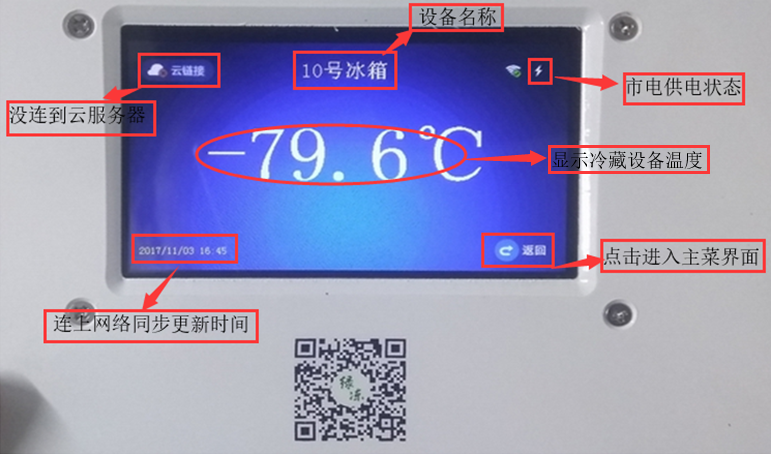 设备名称
云链接
10号冰箱
市电供电状态
没连到云服务器
-79.6℃
显示冷藏设备温度
2017/11/03 16:45
返回
点击进入主菜界面
连上网络同步更新时间
绿冻